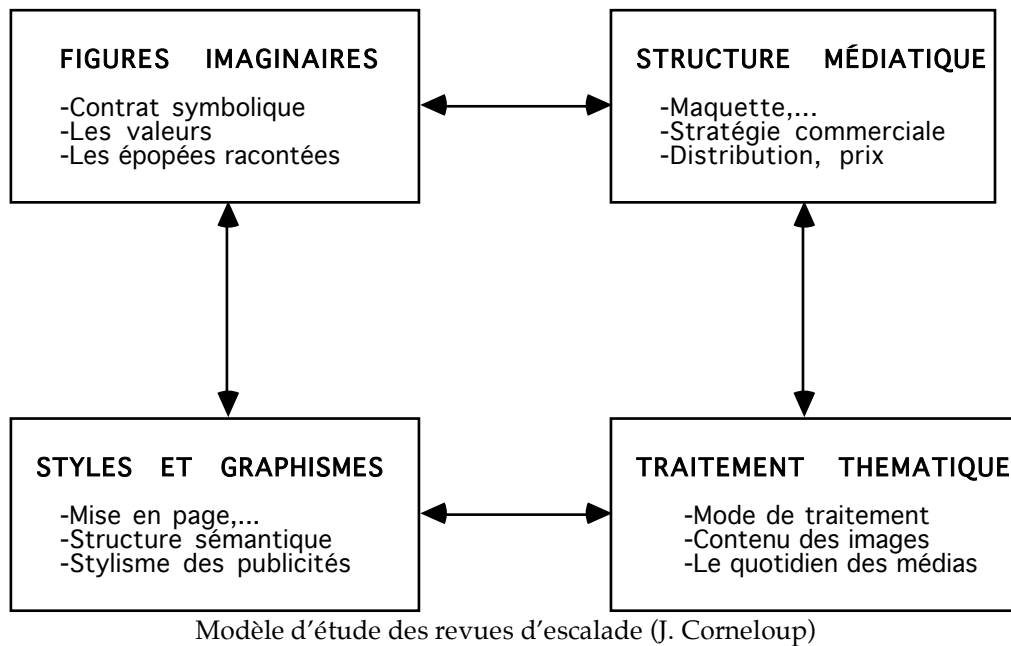 FIGURES IMAGINAIRES
-Contrat symbolique
-Les valeurs
-Les épopées racontées
STRUCTURE MÉDIATIQUE
-Maquette,...
-Stratégie commerciale
-Distribution, prix
STYLES ET GRAPHISMES
-Mise en page,...
-Structure sémantique
-Stylisme des publicités
TRAITEMENT THEMATIQUE
-Mode de traitement
-Contenu des images
-Le quotidien des médias
Modèle d'étude des revues d'escalade (J. Corneloup)